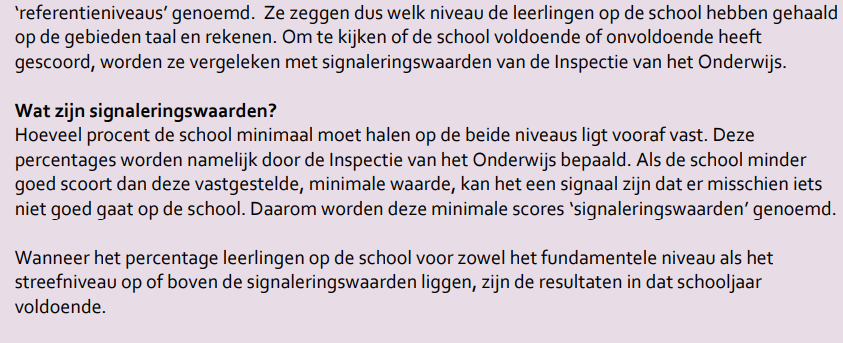 ‘referentieniveaus’ genoemd.  Ze zeggen dus welk niveau de leerlingen op de school hebben gehaald
op de gebieden taal en rekenen. Om te kijken of de school voldoende of onvoldoende heeft
gescoord, worden ze vergeleken met signaleringswaarden van de Inspectie van het Onderwijs.
Wat zijn signaleringswaarden?
Hoeveel procent de school minimaal moet halen op de beide niveaus ligt vooraf vast. Deze
percentages worden namelijk door de Inspectie van het Onderwijs bepaald. Als de school minder
goed scoort dan deze vastgestelde, minimale waarde, kan het een signaal zijn dat er misschien iets
niet goed gaat op de school. Daarom worden deze minimale scores ‘signaleringswaarden’ genoemd.
Wanneer het percentage leerlingen op de school voor zowel het fundamentele niveau als het
streefniveau op of boven de signaleringswaarden liggen, zijn de resultaten in dat schooljaar
voldoende.